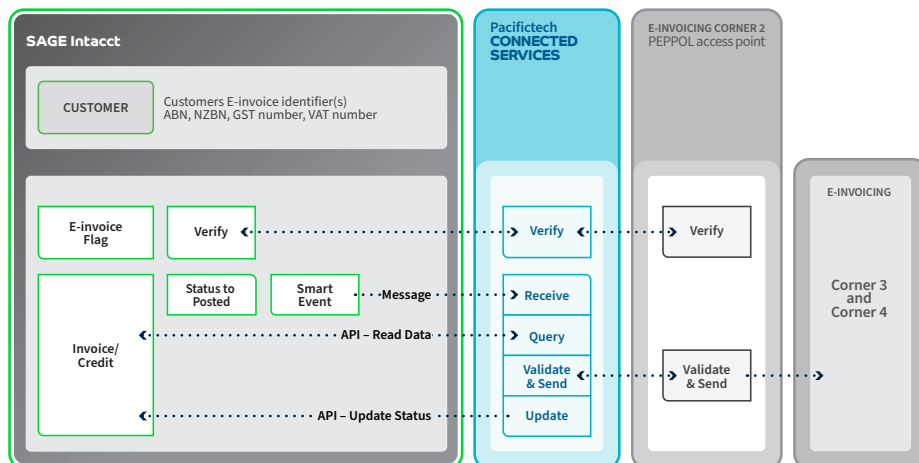 SAGE Intacct
CUSTOMER
Customers E-invoice identifier(s)
ABN, NZBN, GST number, VAT number
E-invoice
Flag
Verify
Invoice/
Credit
Status to
Posted
Smart
Event
Message
API – Read Data
API – Update Status
Pacifictech
CONNECTED
SERVICES
Verify
Receive
Query
Validate
& Send
Update
E-INVOICING CORNER 2
PEPPOL access point
Verify
Validate
& Send
E-INVOICING
Corner 3
and
Corner 4